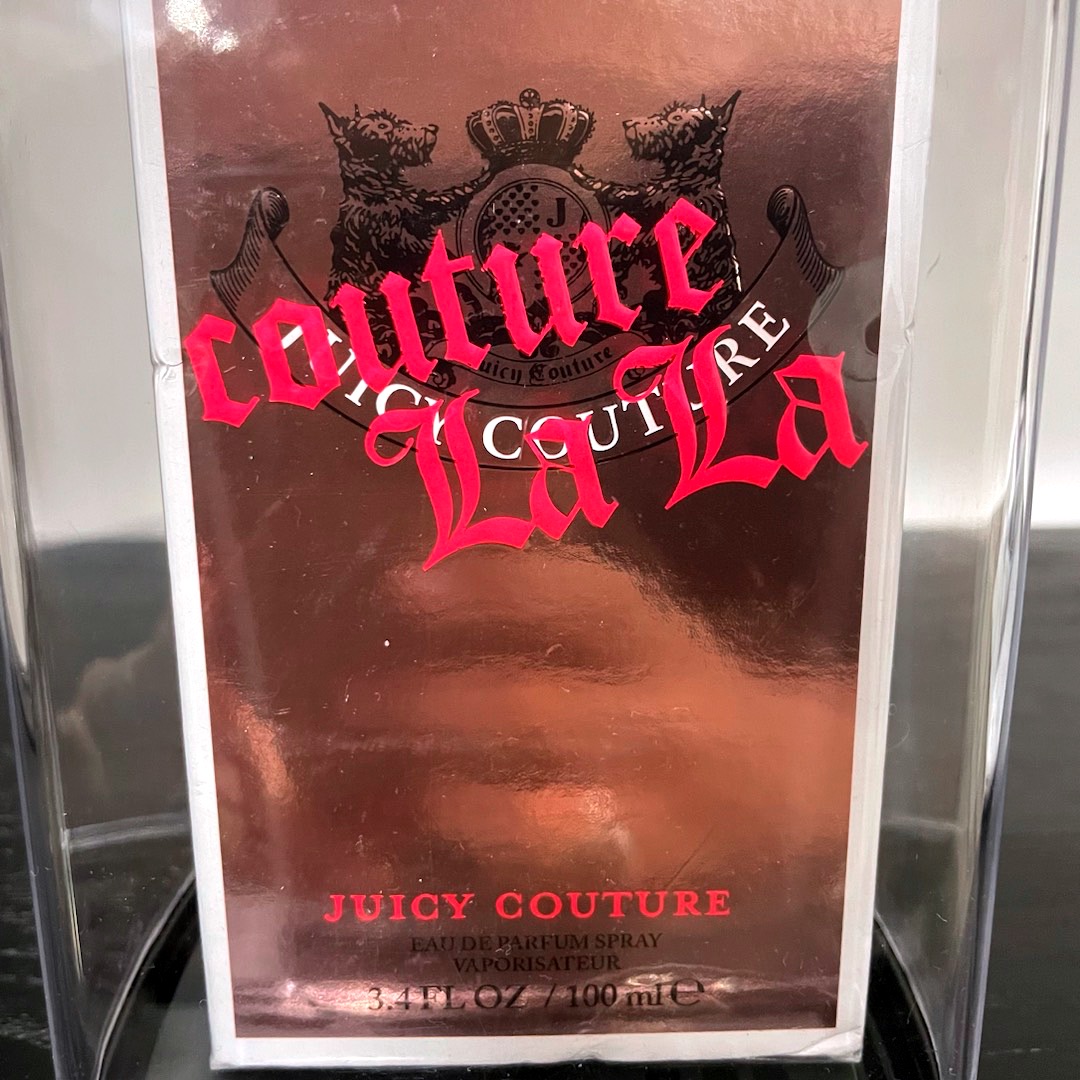 J
couture
La La
Juicy Couture
JUICY COUTURE
JUICY COUTURE
EAU DE PARFUM SPRAY
VAPORISATEUR
3.4 FL OZ / 100 ml ℮